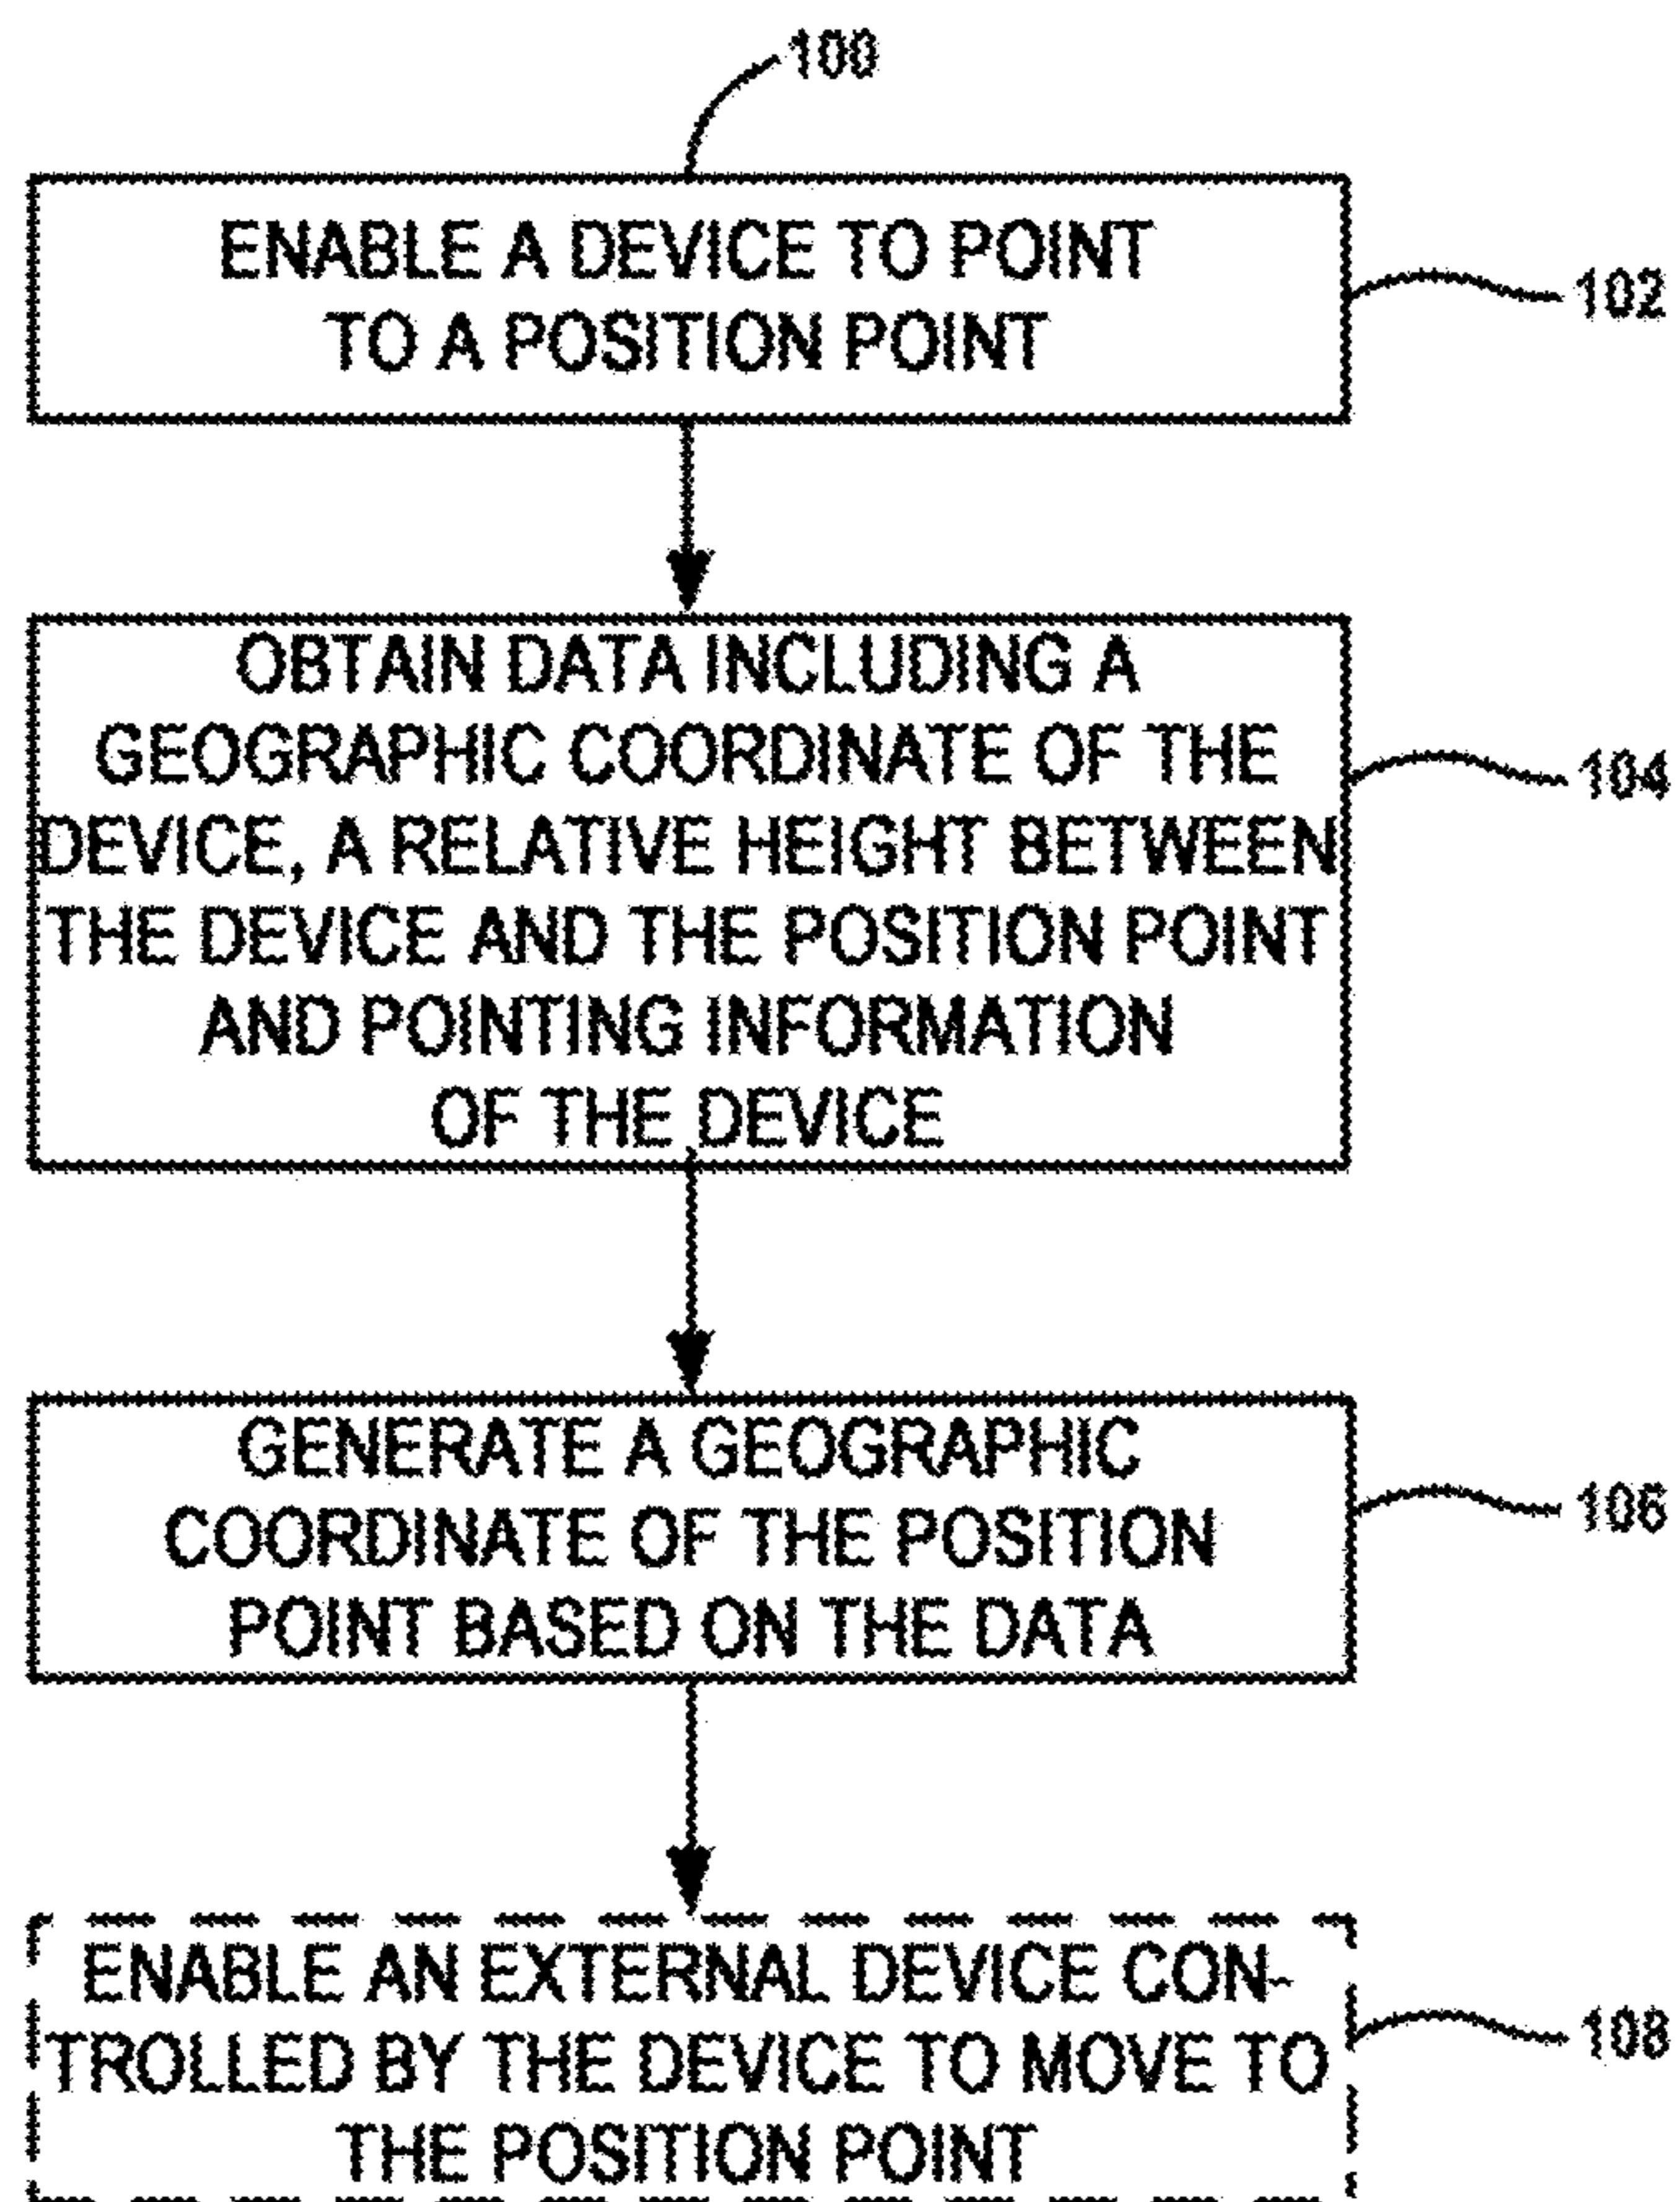 100
ENABLE A DEVICE TO POINT
TO A POSITION POINT
102
OBTAIN DATA INCLUDING A
GEOGRAPHIC COORDINATE OF THE
DEVICE, A RELATIVE HEIGHT BETWEEN
THE DEVICE AND THE POSITION POINT
AND POINTING INFORMATION
OF THE DEVICE
104
GENERATE A GEOGRAPHIC
COORDINATE OF THE POSITION
POINT BASED ON THE DATA
106
ENABLE AN EXTERNAL DEVICE CON-
TROLLED BY THE DEVICE TO MOVE TO
THE POSITION POINT
108